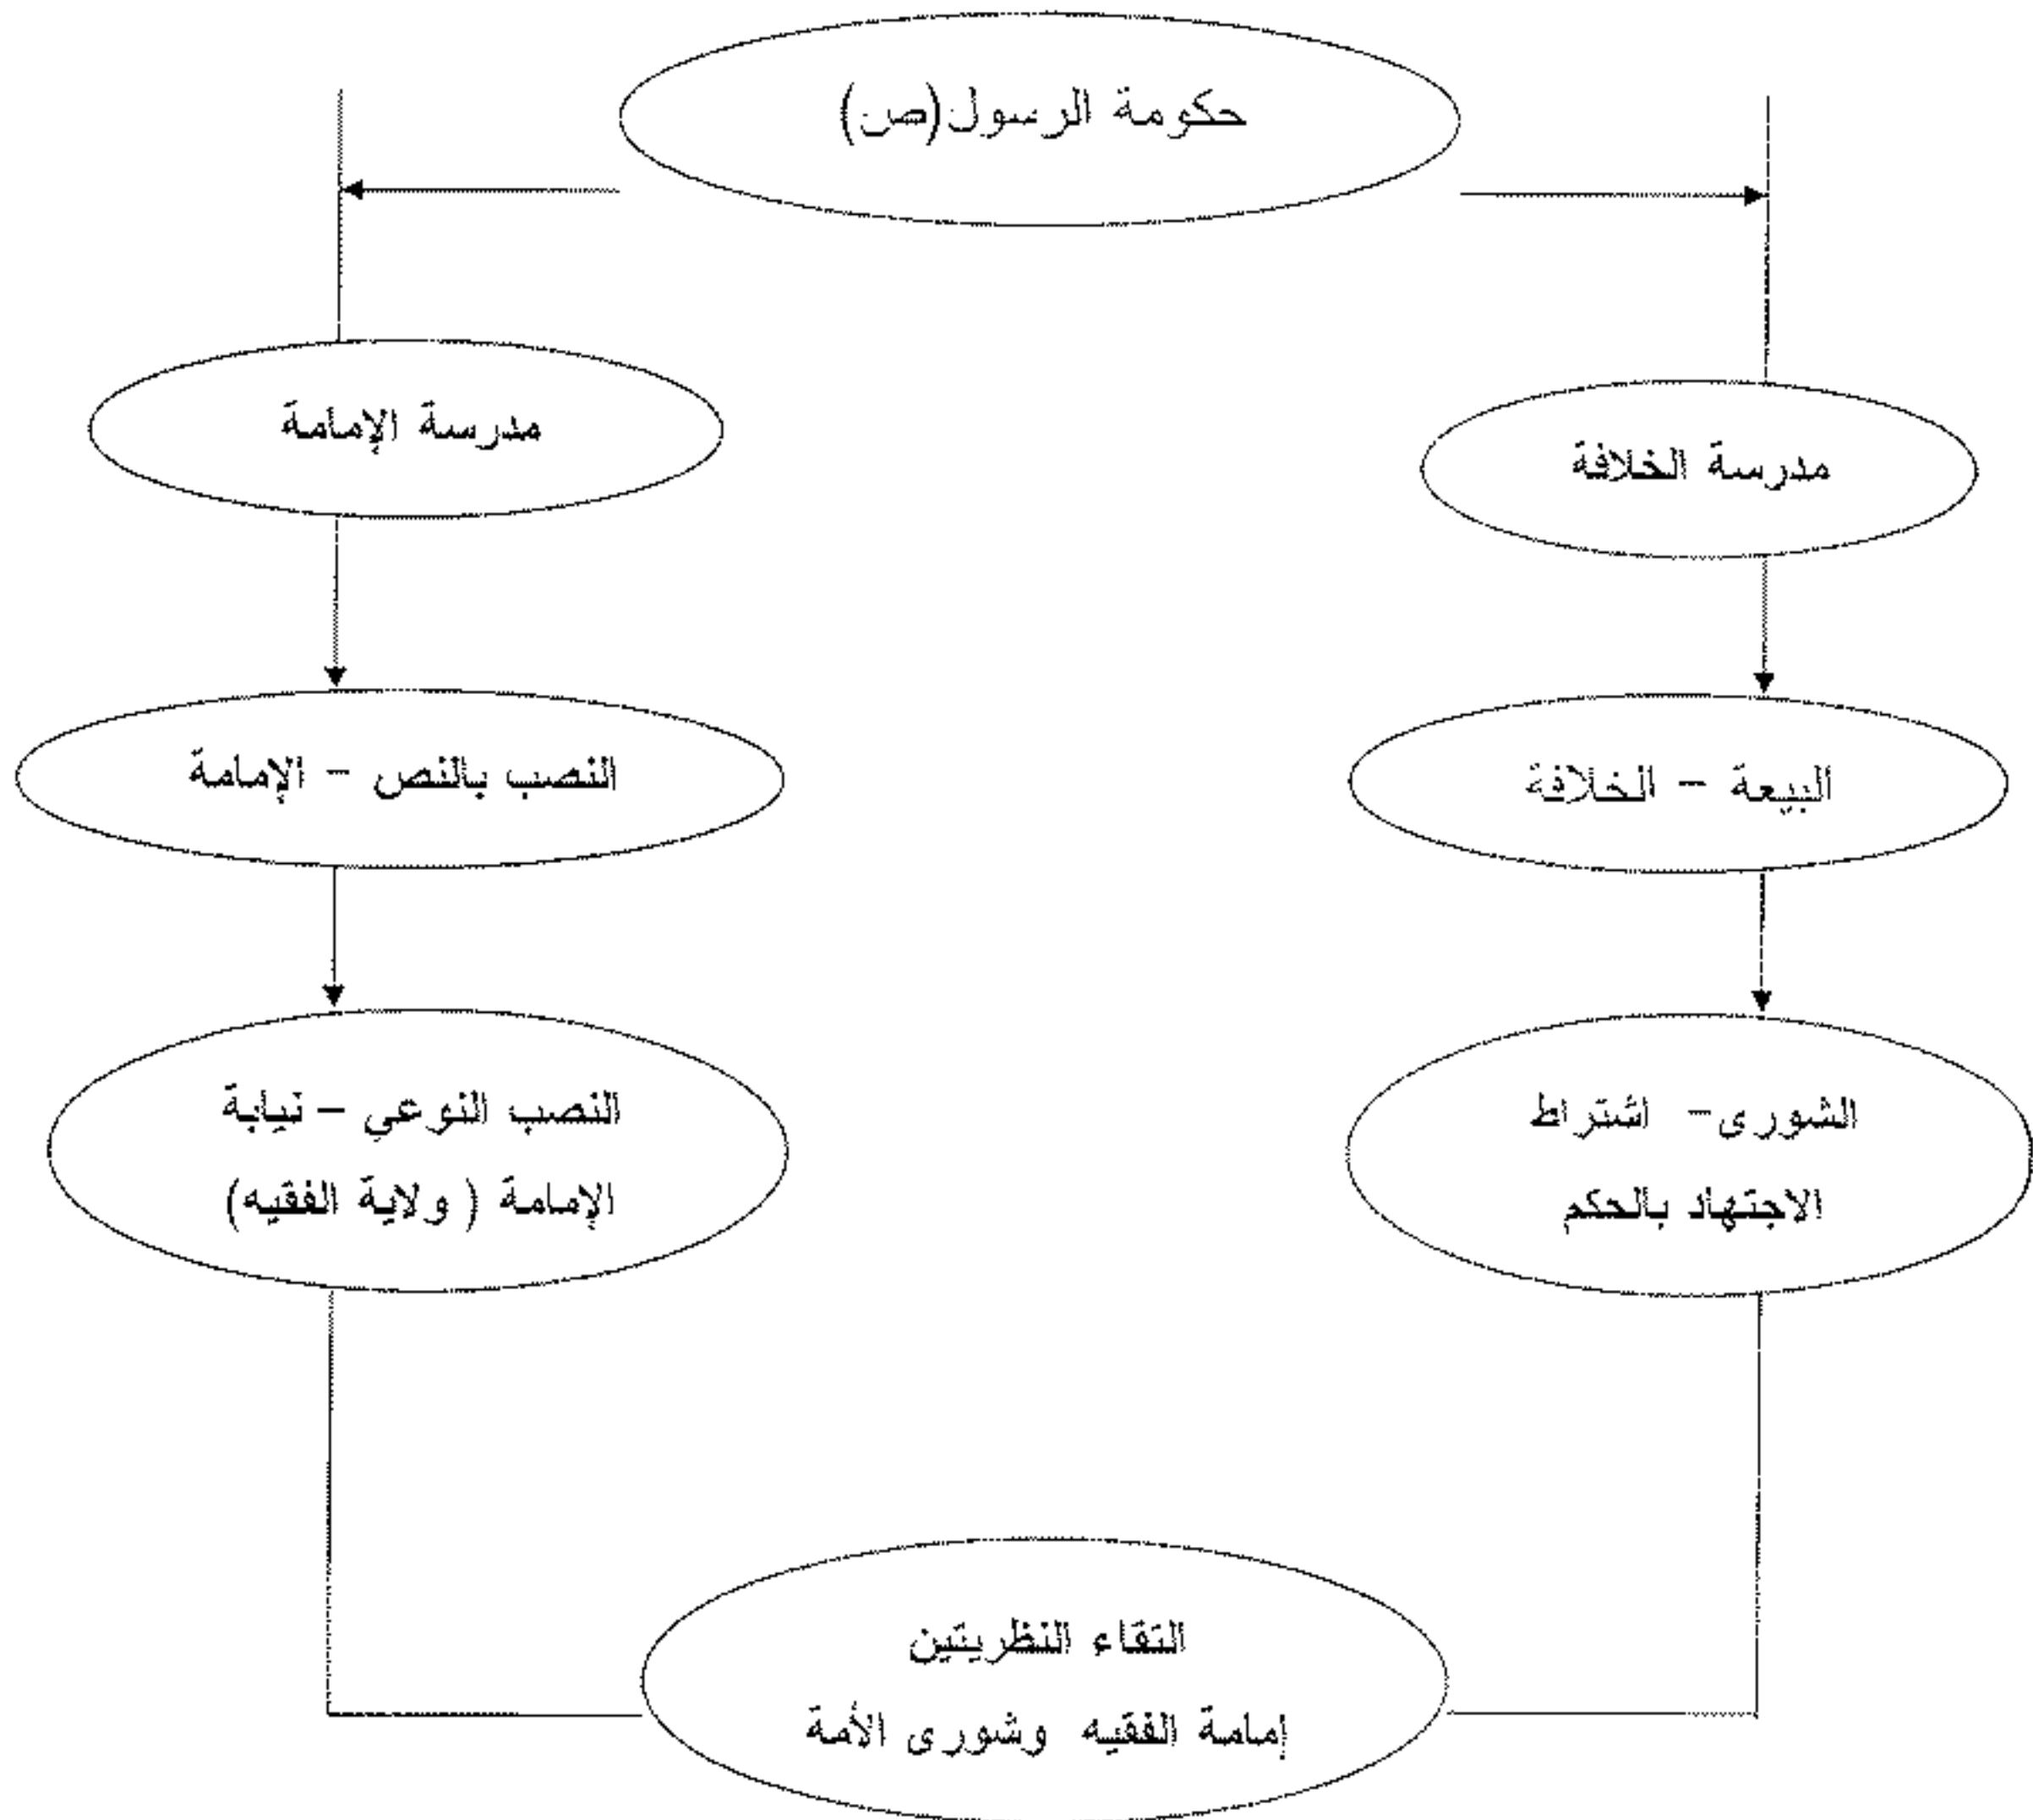 حكومة الرسول(ص)
مدرسة الخلافة
مدرسة الإمامة
البيعة – الخلافة
النصب بالنص – الإمامة
الشورى– اشتراط
الاجتهاد بالحكم
النصب النوعي – نيابة
الإمامة ( ولاية الفقيه)
التقاء النظريتين
إمامة الفقيه وشورى الأمة